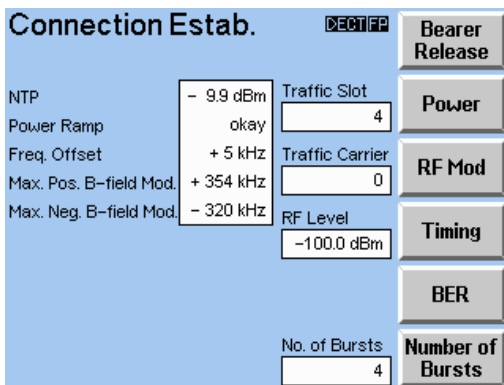 Connection Estab.
DECT FP
NTP
- 9.9 dBm
Power Ramp
okay
Freq. Offset
+ 5 kHz
Max. Pos. B-field Mod.
+ 354 kHz
Max. Neg. B-field Mod.
- 320 kHz
Traffic Slot
4
Traffic Carrier
0
RF Level
-100.0 dBm
No. of Bursts
4
Bearer
Release
Power
RF Mod
Timing
BER
Number of
Bursts